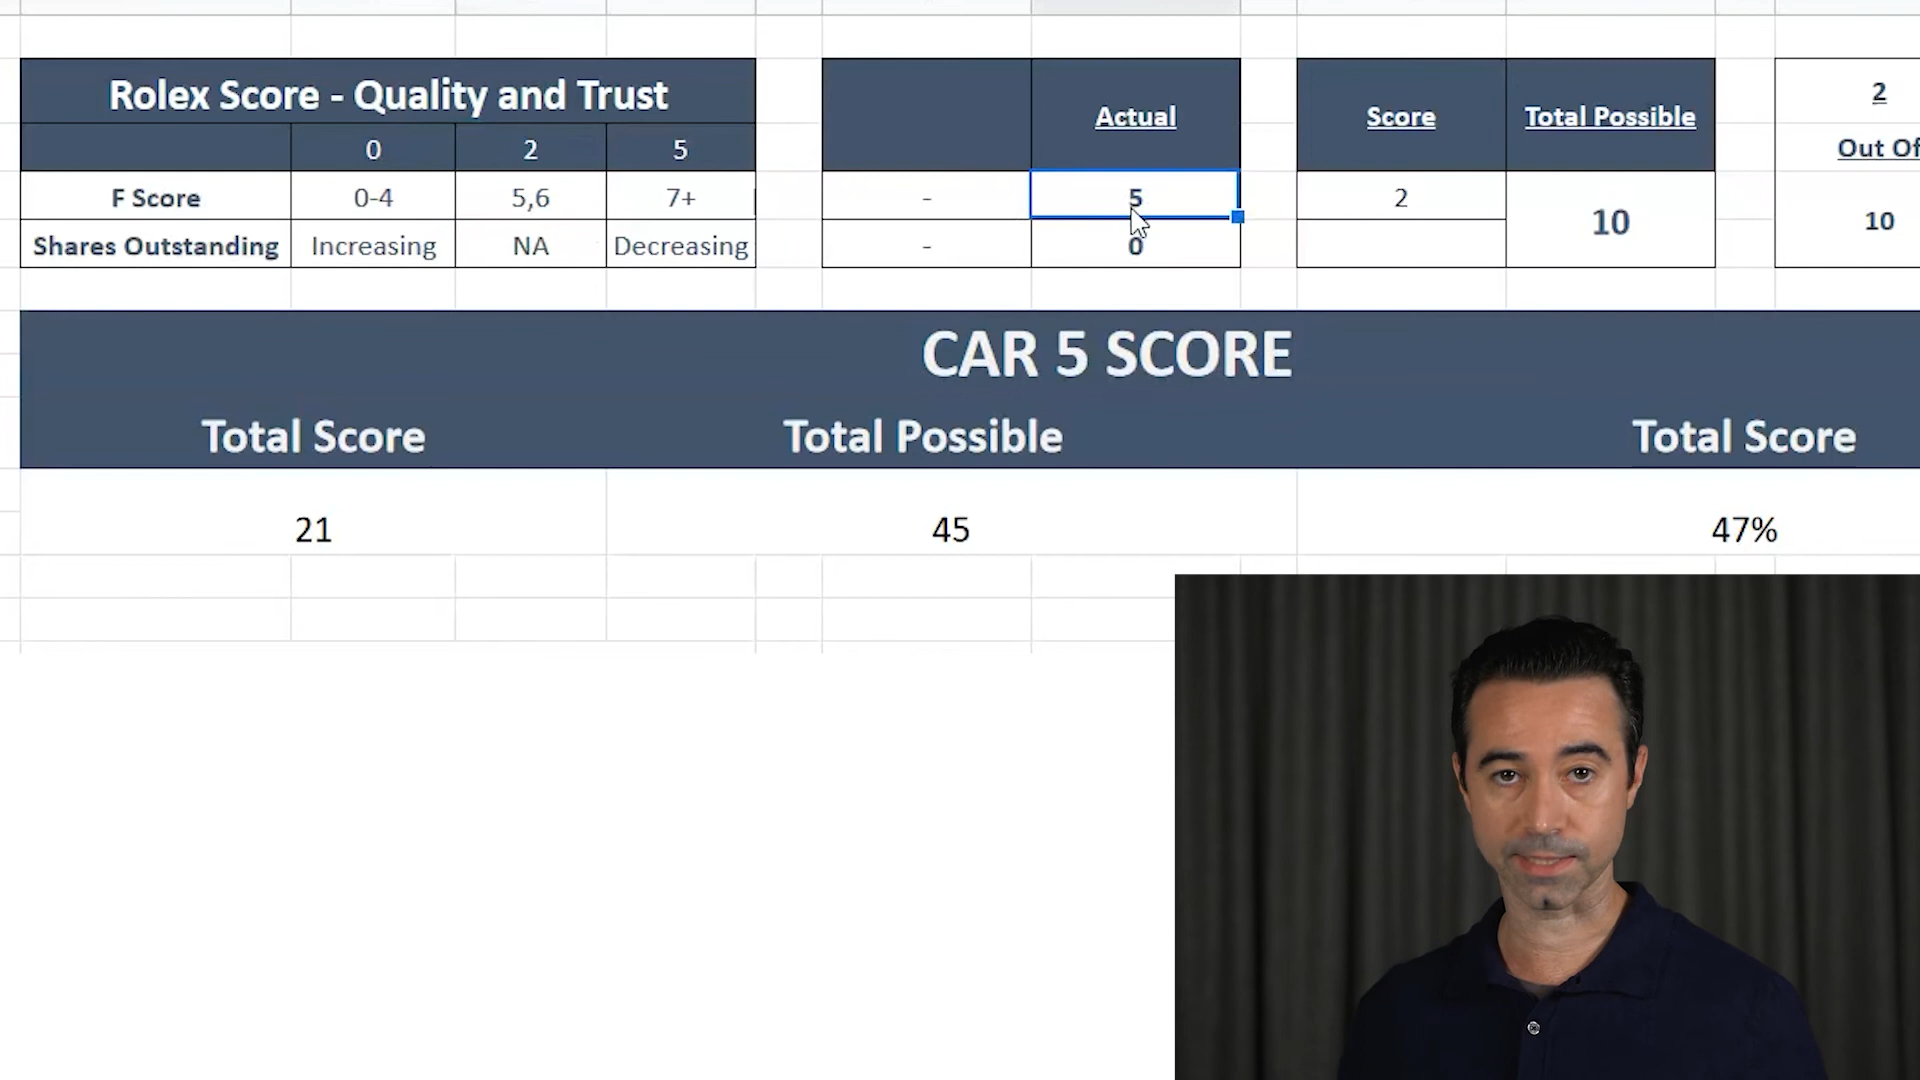 Rolex Score - Quality and Trust
0 2 5
F Score 0-4 5,6 7+
Shares Outstanding Increasing NA Decreasing
Actual
- 5
- 0
Score Total Possible
2 10
2
Out Of
10
CAR 5 SCORE
Total Score Total Possible Total Score
21 45 47%